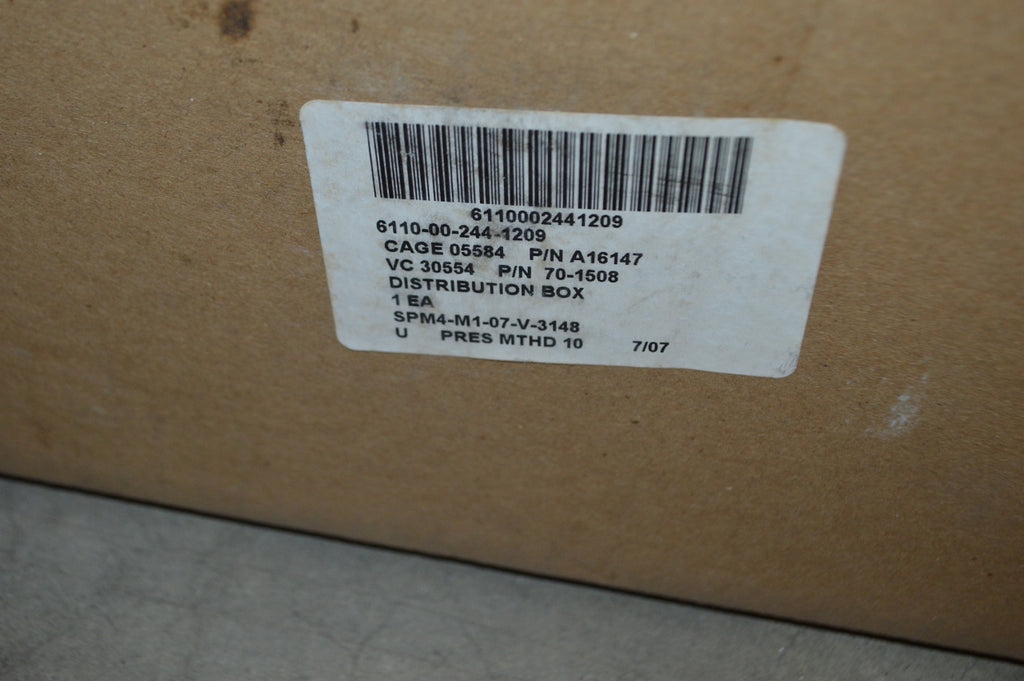 6110002441209
6110-00-244-1209
CAGE 05584 P/N A16147
VC 30554 P/N 70-1508
DISTRIBUTION BOX
1 EA
SPM4-M1-07-V-3148
U PRES MTHD 10 7/07